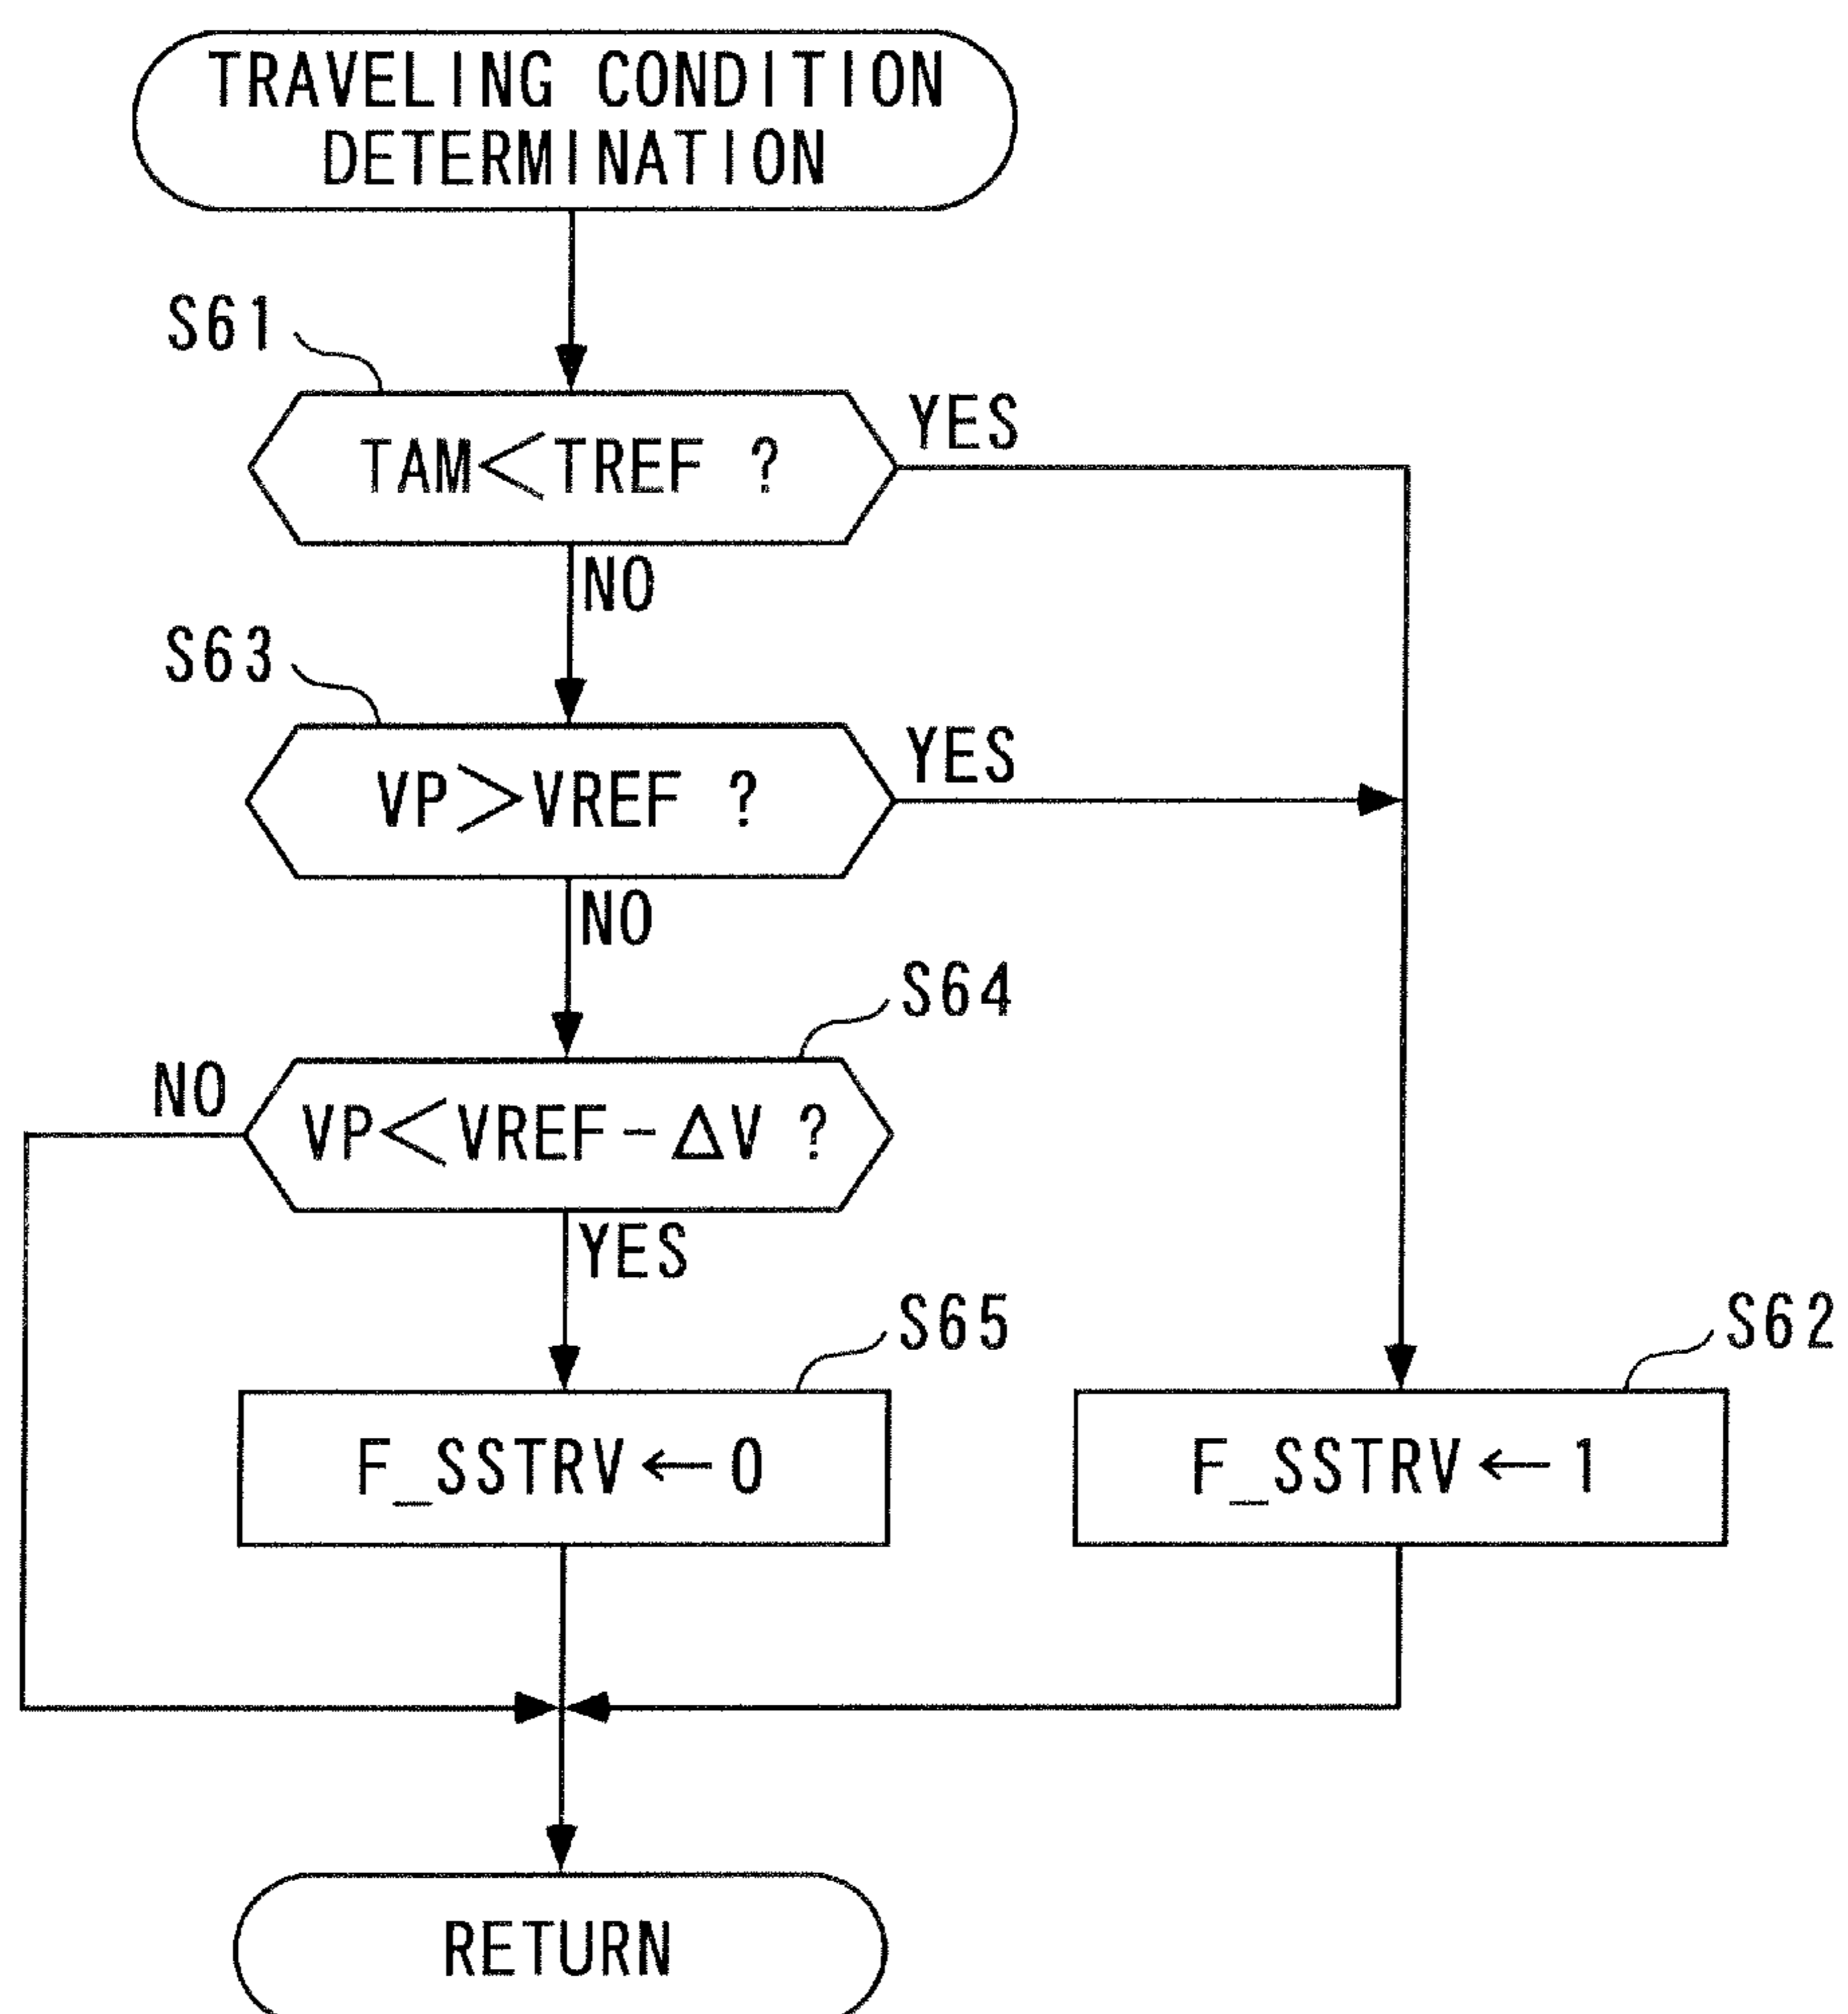 TRAVELING CONDITION
DETERMINATION
S61
TAM<TREF ?
YES
NO
S63
VP>VREF ?
YES
NO
S64
NO
VP<VREF-ΔV ?
YES
S65
S62
F_SSTRV←0
F_SSTRV←1
RETURN